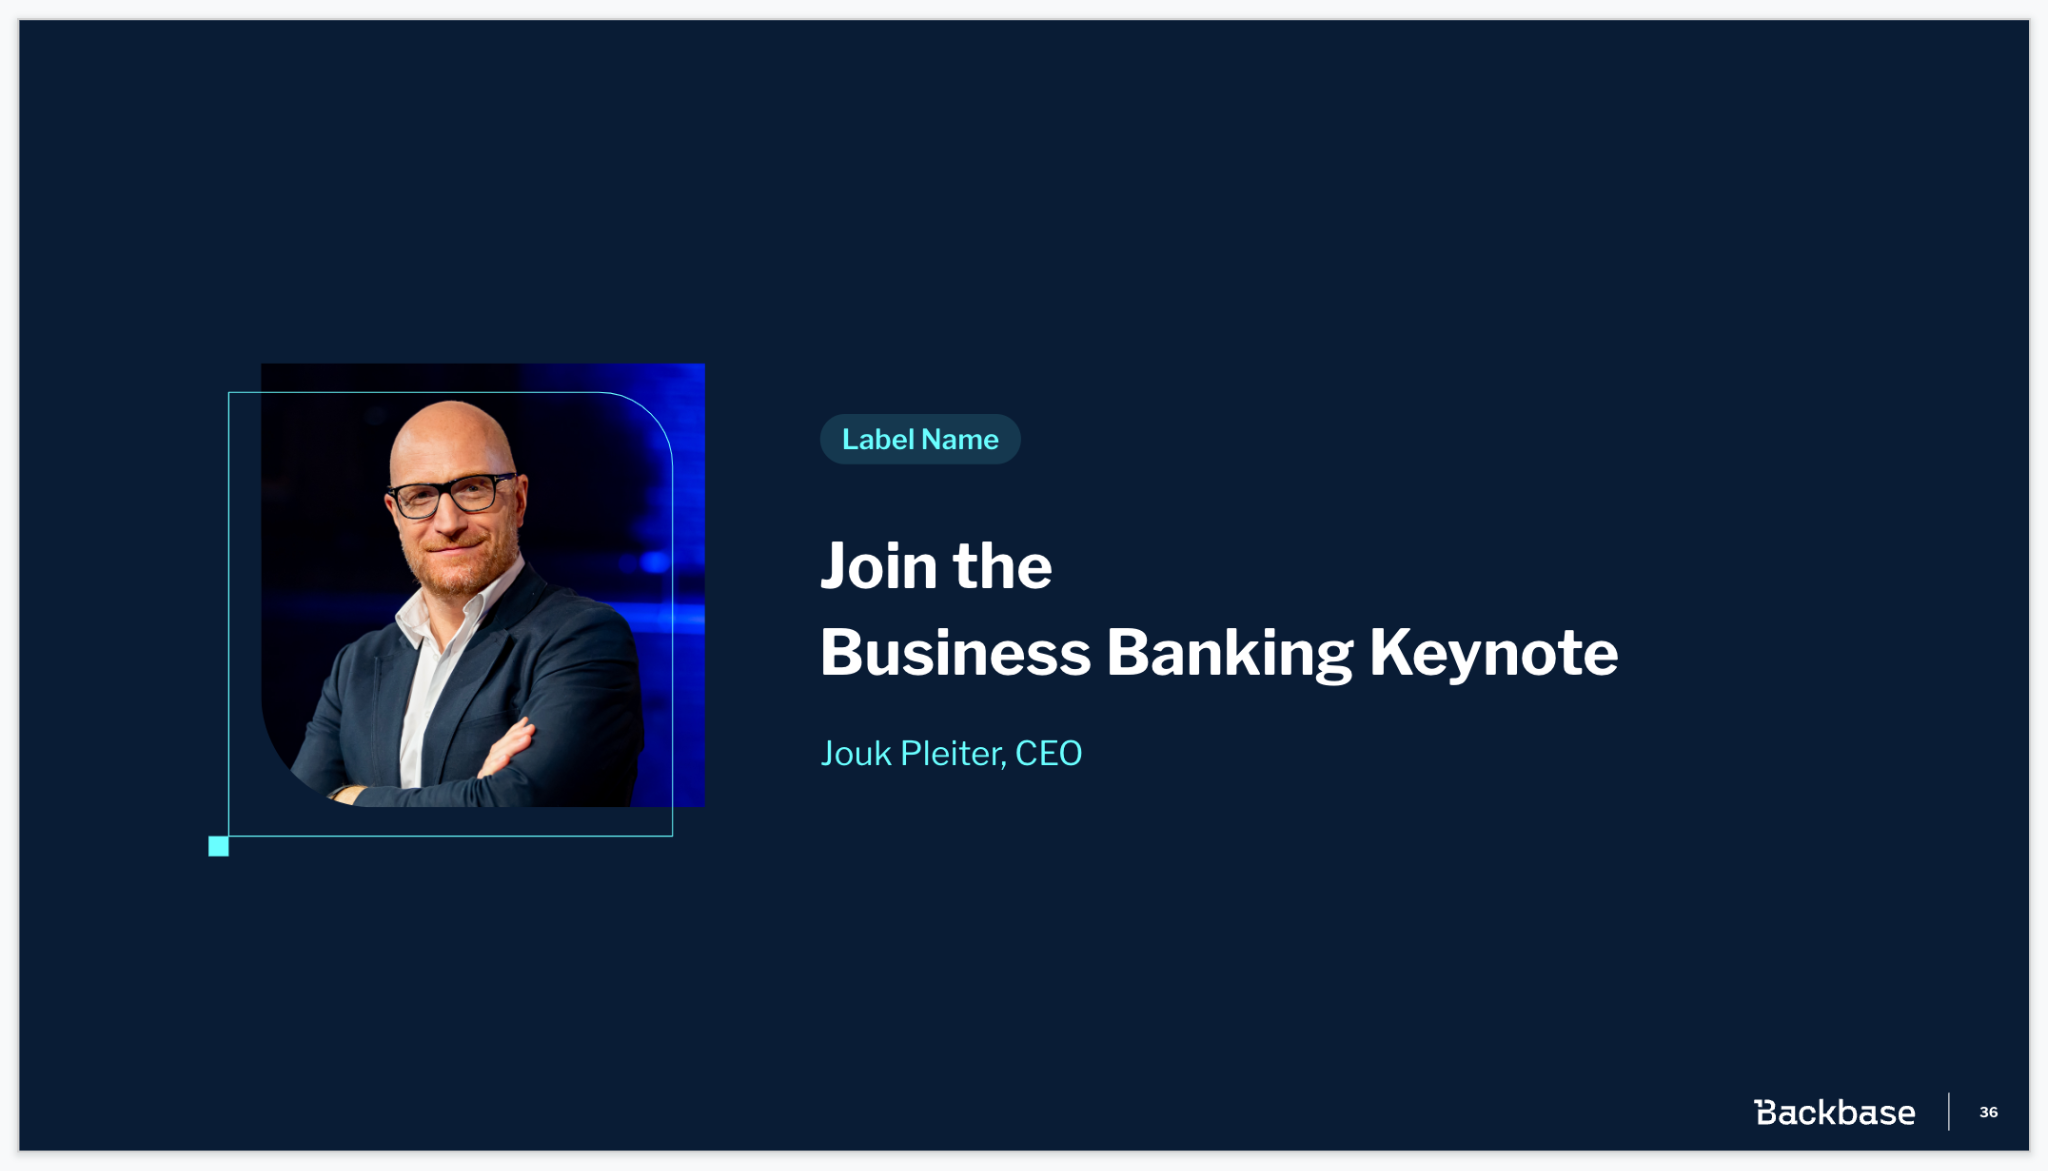 Label Name
Join the
Business Banking Keynote
Jouk Pleiter, CEO
Backbase
36